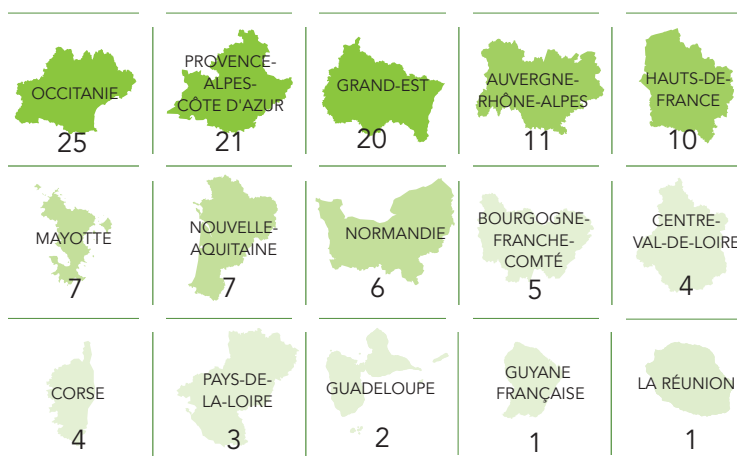 OCCITANIE
25
PROVENCE-
ALPES-
CÔTE D'AZUR
21
GRAND-EST
20
AUVERGNE-
RHÔNE-ALPES
11
HAUTS-DE-
FRANCE
10
MAYOTTE
7
NOUVELLE-
AQUITAINE
7
NORMANDIE
6
BOURGOGNE-
FRANCHE-
COMTÉ
5
CENTRE-
VAL-DE-LOIRE
4
CORSE
4
PAYS-DE-
LA-LOIRE
3
GUADELOUPE
2
GUYANE
FRANÇAISE
1
LA RÉUNION
1